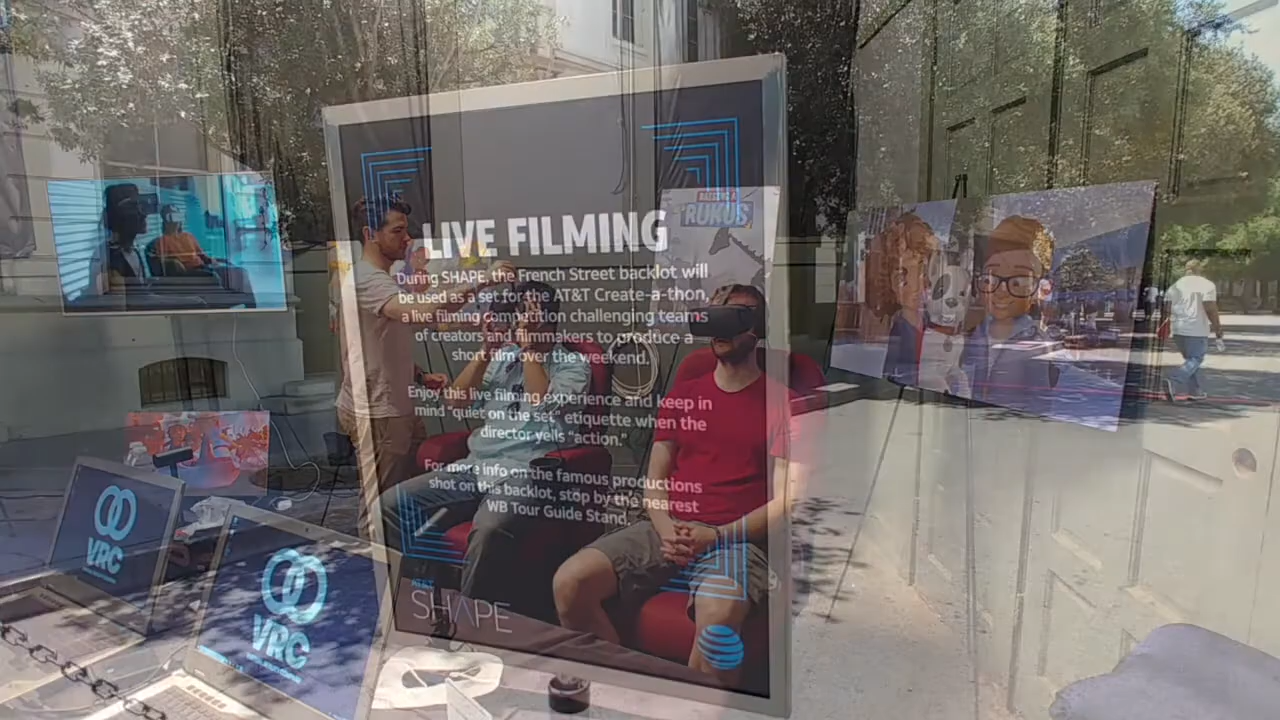 RUKUS
LIVE FILMING
During SHAPE, the French Street backlot will
be used as a set for the AT&T Create-a-thon,
a live filming competition challenging teams
of creators and filmmakers to produce a
short film over the weekend.
Enjoy this live filming experience and keep in
mind "quiet on the set" etiquette when the
director yells "action."
For more info on the famous productions
shot on this backlot, stop by the nearest
WB Tour Guide Stand.
VRC
VRC
AT&T
SHAPE